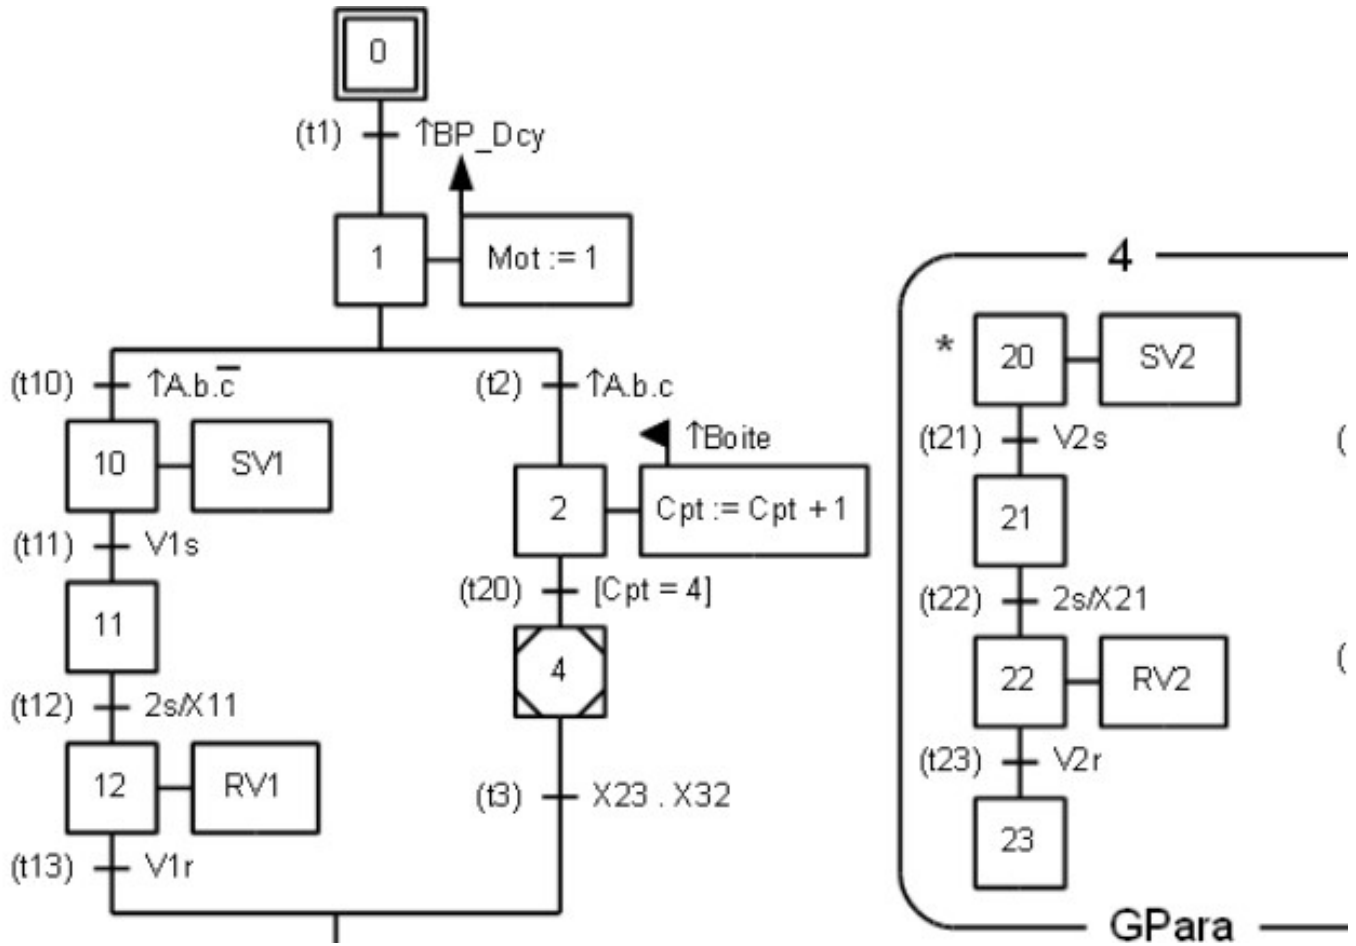 0
(t1) ↑BP_Dcy
1 Mot := 1
(t10) ↑A.b.c̅
(t2) ↑A.b.c
10 SV1
↑Boite
2 Cpt := Cpt + 1
(t11) V1s
(t20) [Cpt = 4]
11
4
(t12) 2s/X11
12 RV1
(t3) X23 . X32
(t13) V1r
4
* 20 SV2
(t21) V2s
(
21
(t22) 2s/X21
(
22 RV2
(t23) V2r
23
GPara